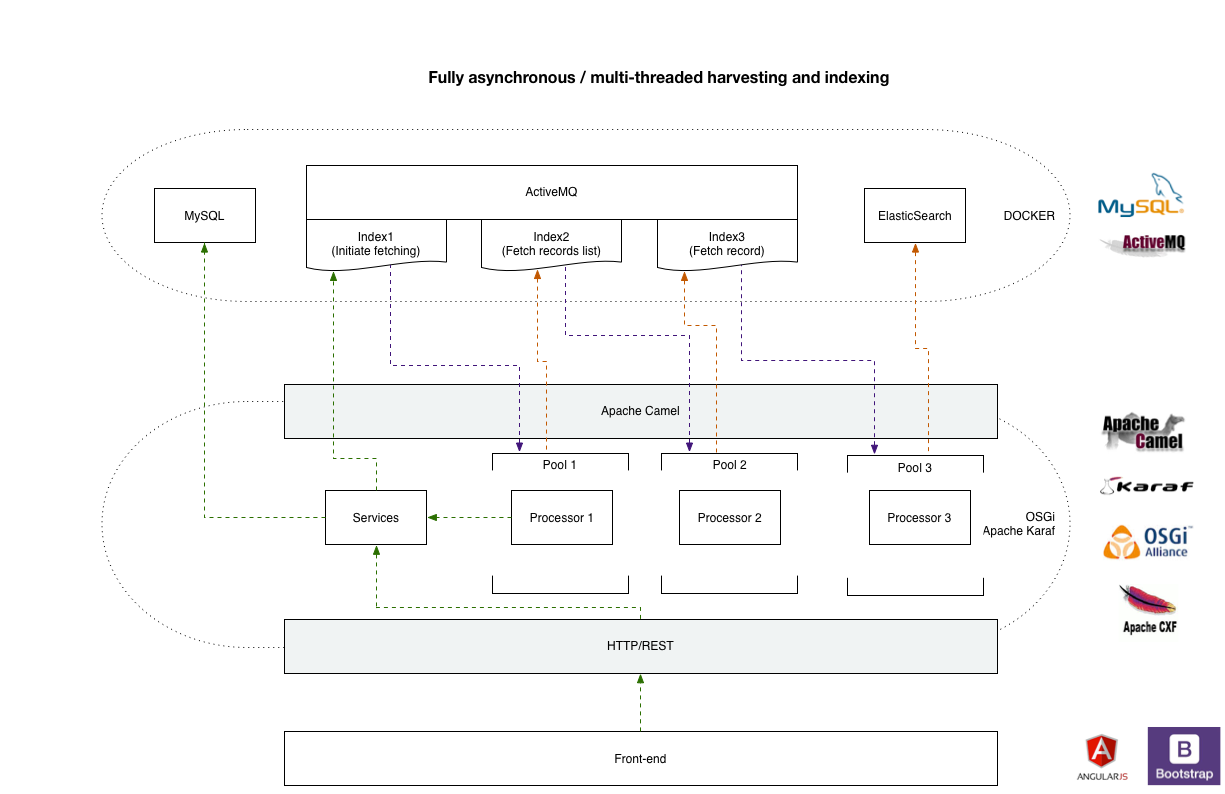 Fully asynchronous / multi-threaded harvesting and indexing
ActiveMQ
MySQL
ElasticSearch
DOCKER
Index1
(Initiate fetching)
Index2
(Fetch records list)
Index3
(Fetch record)
MySQL
ActiveMQ
Apache Camel
Apache
Camel
Pool 1
Pool 2
Pool 3
Karaf
Services
Processor 1
Processor 2
Processor 3
OSGi
Apache Karaf
OSGi™
Alliance
Apache CXF
HTTP/REST
Front-end
A
ANGULARJS
B
Bootstrap